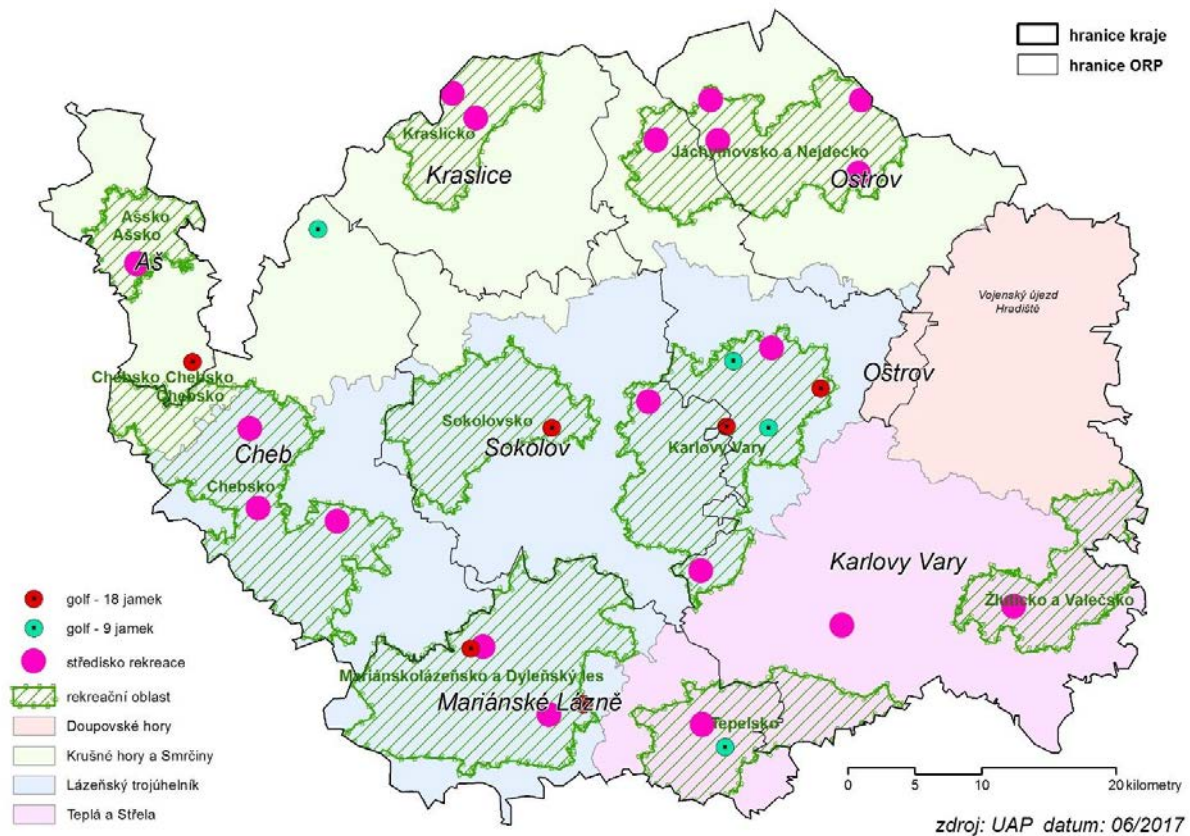 hranice kraje
hranice ORP
Kraslicko
Kraslice
Jáchymovsko a Nejdecko
Ostrov
Ašsko
Ašsko
Aš
Vojenský újezd
Hradiště
Chebsko Chebsko
Chebsko
Ostrov
Sokolovsko
Sokolov
Karlovy Vary
Cheb
Chebsko
Karlovy Vary
Žluticko a Valečsko
Mariánskolázeňsko a Dyleňský les
Mariánské Lázně
Tepelsko
golf - 18 jamek
golf - 9 jamek
středisko rekreace
rekreační oblast
Doupovské hory
Krušné hory a Smrčiny
Lázeňský trojúhelník
Teplá a Střela
0 5 10 20 kilometry
zdroj: UAP datum: 06/2017